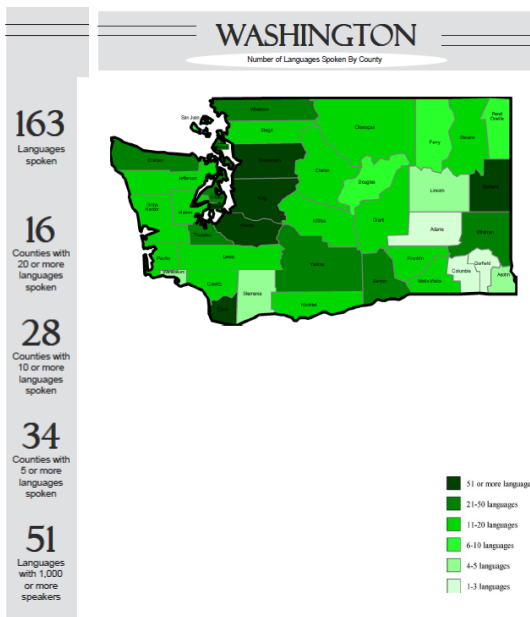 WASHINGTON
Number of Languages Spoken By County
163
Languages
spoken
16
Counties with
20 or more
languages
spoken
28
Counties with
10 or more
languages
spoken
34
Counties with
5 or more
languages
spoken
51
Languages
with 1,000
or more
speakers
San Juan
Whatcom
Skagit
Okanogan
Ferry
Stevens
Pend
Oreille
Clallam
Snohomish
Chelan
Jefferson
Douglas
Lincoln
Spokane
King
Grays
Harbor
Mason
Kittitas
Grant
Adams
Whitman
Pierce
Thurston
Pacific
Lewis
Yakima
Franklin
Garfield
Wahkiakum
Columbia
Asotin
Cowlitz
Skamania
Benton
Walla Walla
Klickitat
51 or more language
21-50 languages
11-20 languages
6-10 languages
4-5 languages
1-3 languages